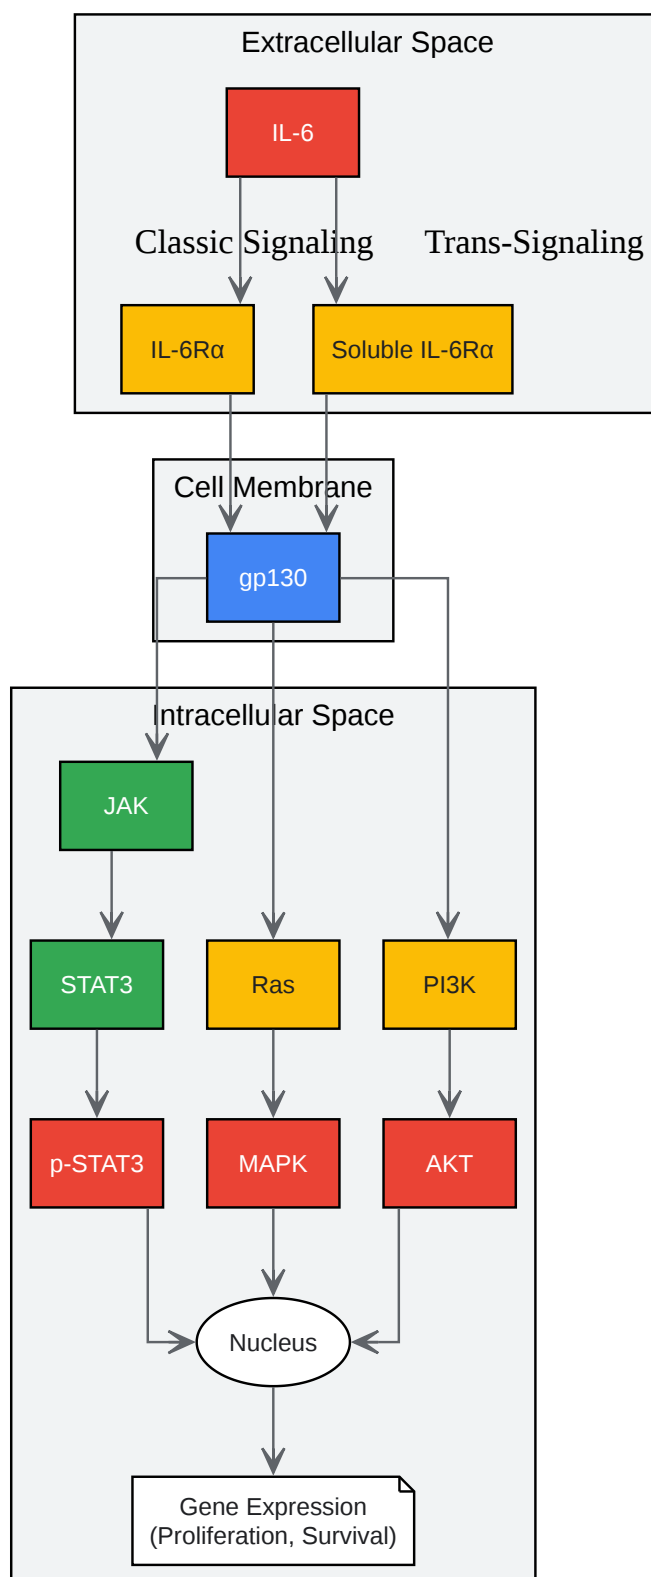 Extracellular Space
IL-6
Classic Signaling
Trans-Signaling
IL-6Rα
Soluble IL-6Rα
Cell Membrane
gp130
Intracellular Space
JAK
STAT3
Ras
PI3K
p-STAT3
MAPK
AKT
Nucleus
Gene Expression
(Proliferation, Survival)